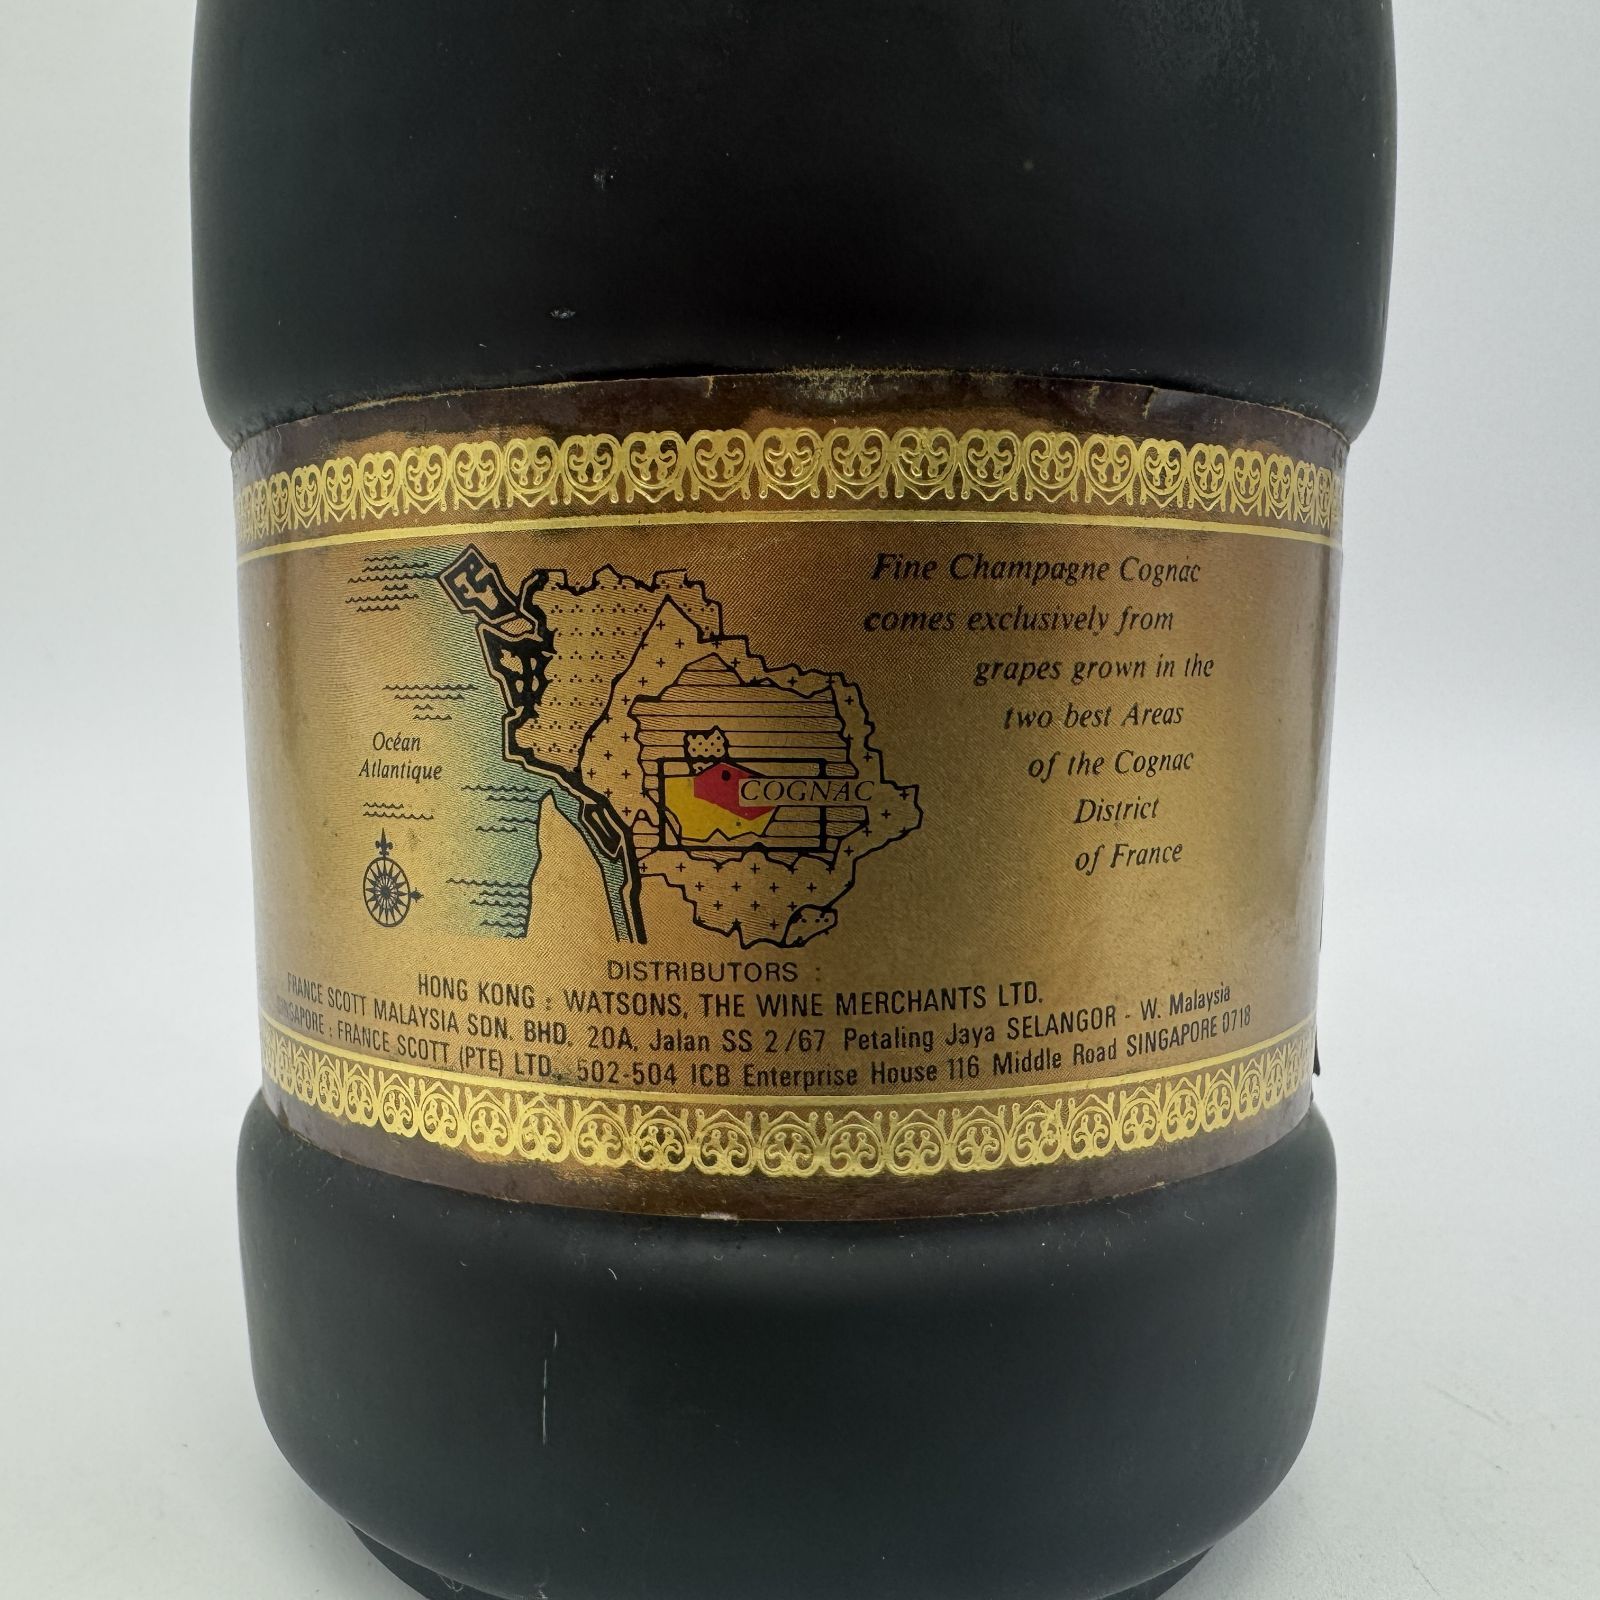 Fine Champagne Cognac
comes exclusively from
grapes grown in the
two best Areas
of the Cognac
District
of France
Océan
Atlantique
COGNAC
DISTRIBUTORS :
HONG KONG : WATSONS, THE WINE MERCHANTS LTD.
FRANCE SCOTT MALAYSIA SDN. BHD. 20A, Jalan SS 2/67 Petaling Jaya SELANGOR - W. Malaysia
SINGAPORE : FRANCE SCOTT (PTE) LTD., 502-504 ICB Enterprise House 116 Middle Road SINGAPORE 0718